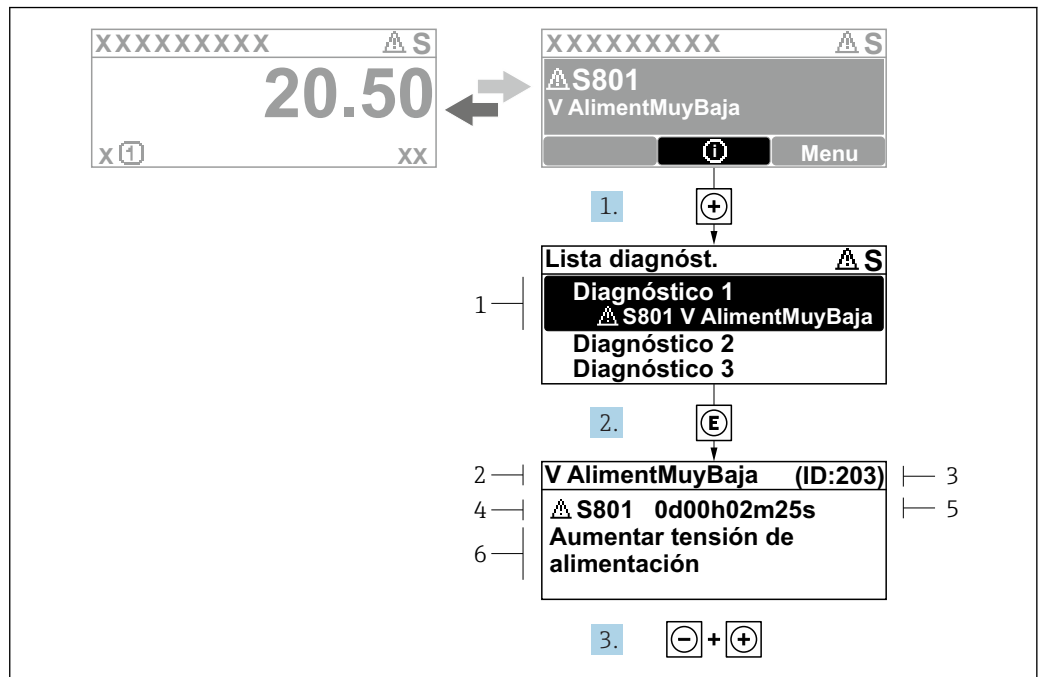 XXXXXXXXX ⚠ S
20.50
X 1 XX
XXXXXXXXX ⚠ S
⚠S801
V AlimentMuyBaja
i Menu
1. +
Lista diagnóst. ⚠ S
1
Diagnóstico 1
⚠ S801 V AlimentMuyBaja
Diagnóstico 2
Diagnóstico 3
2. E
2 V AlimentMuyBaja (ID:203) 3
4 ⚠ S801 0d00h02m25s 5
6 Aumentar tensión de
alimentación
3. - + +